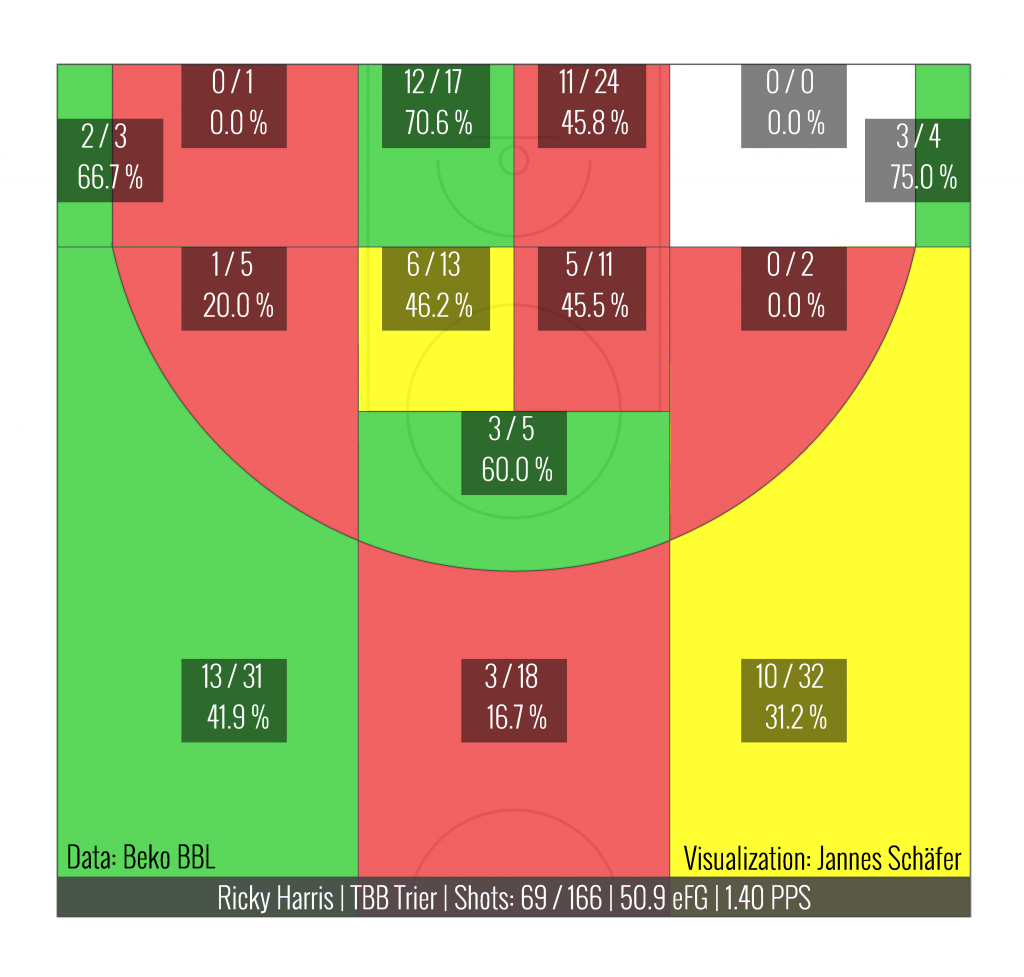 0 / 1
0.0 %
12 / 17
70.6 %
11 / 24
45.8 %
0 / 0
0.0 %
2 / 3
66.7 %
3 / 4
75.0 %
1 / 5
20.0 %
6 / 13
46.2 %
5 / 11
45.5 %
0 / 2
0.0 %
3 / 5
60.0 %
13 / 31
41.9 %
3 / 18
16.7 %
10 / 32
31.2 %
Data: Beko BBL
Visualization: Jannes Schäfer
Ricky Harris | TBB Trier | Shots: 69 / 166 | 50.9 eFG | 1.40 PPS